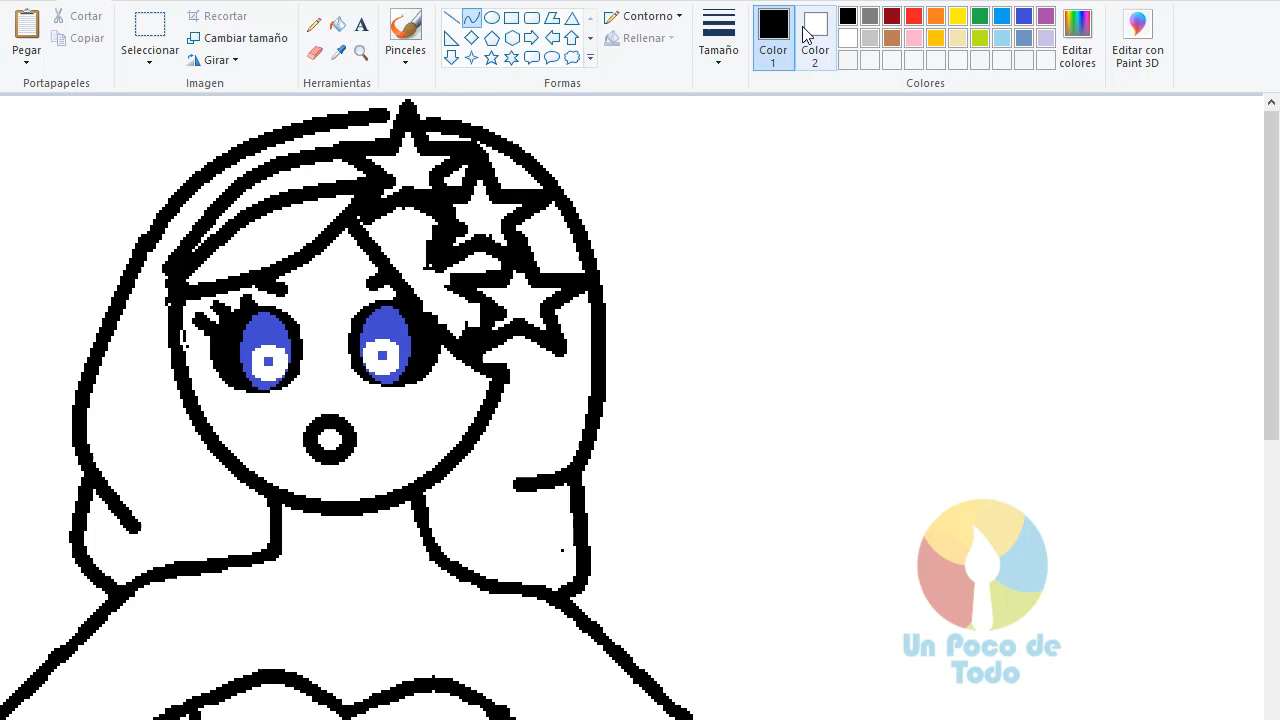 Pegar
Cortar
Copiar
Portapapeles
Seleccionar
Recortar
Cambiar tamaño
Girar
Imagen
A
Herramientas
Pinceles
Contorno
Rellenar
Formas
Tamaño
Color
1
Color
2
Editar
colores
Colores
Editar con
Paint 3D
Un Poco de
Todo